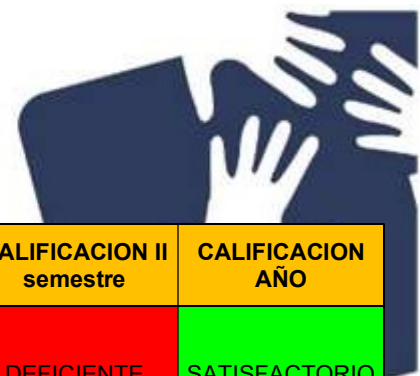 ALIFICACION II
semestre
CALIFICACION
AÑO
DEFICIENTE
SATISFACTORIO